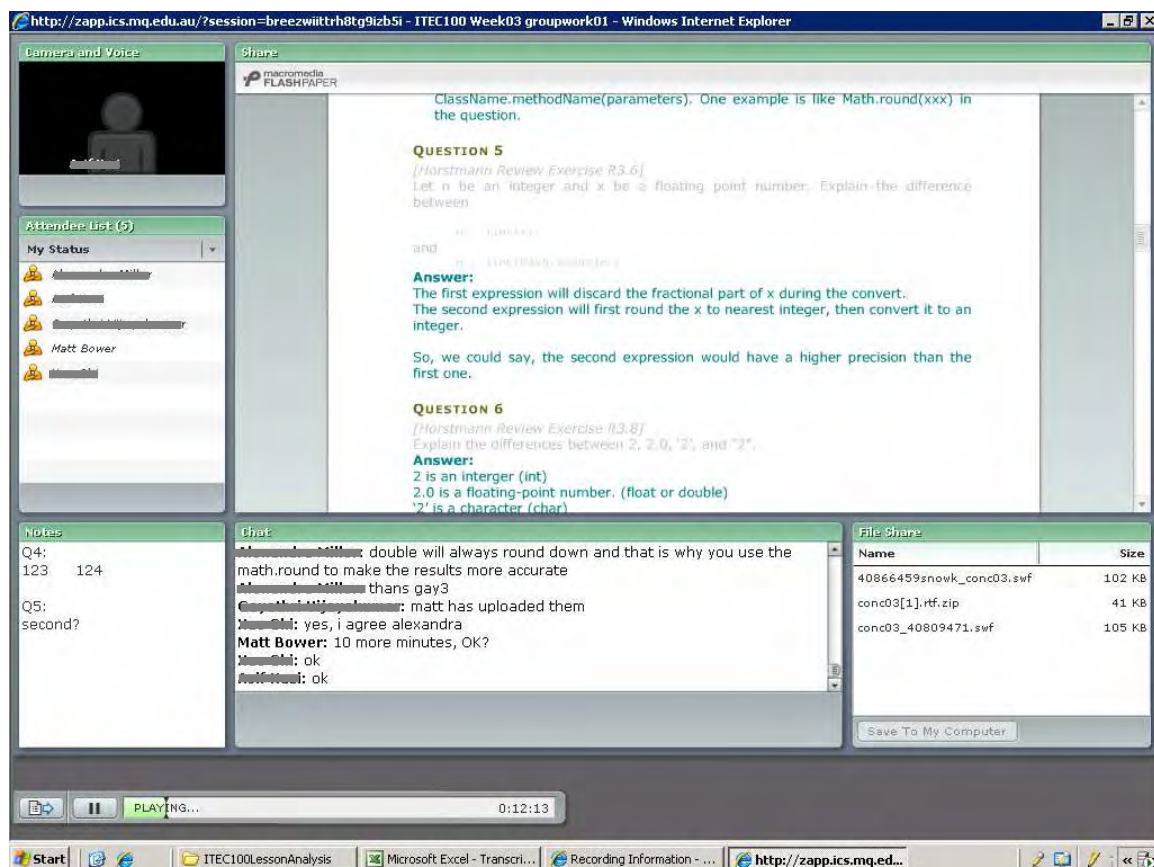 http://zapp.ics.mq.edu.au/?session=breezwiittrh8tg9izb5i - ITEC100 Week03 groupwork01 - Windows Internet Explorer
Camera and Voice
Share
macromedia
FLASHPAPER
ClassName.methodName(parameters). One example is like Math.round(xxx) in
the question.
QUESTION 5
[Horstmann Review Exercise R3.6]
Let n be an integer and x be a floating point number. Explain the difference
between
and
Answer:
The first expression will discard the fractional part of x during the convert.
The second expression will first round the x to nearest integer, then convert it to an
integer.
So, we could say, the second expression would have a higher precision than the
first one.
QUESTION 6
[Horstmann Review Exercise R3.8]
Explain the differences between 2, 2.0, '2', and "2".
Answer:
2 is an interger (int)
2.0 is a floating-point number. (float or double)
'2' is a character (char)
Attendee List (5)
My Status
Matt Bower
Notes
Q4:
123 124
Q5:
second?
Chat
: double will always round down and that is why you use the
math.round to make the results more accurate
thans gay3
: matt has uploaded them
: yes, i agree alexandra
Matt Bower: 10 more minutes, OK?
: ok
: ok
File Share
Name Size
40866459snowk_conc03.swf 102 KB
conc03[1].rtf.zip 41 KB
conc03_40809471.swf 105 KB
Save To My Computer
PLAYING... 0:12:13
Start ITEC100LessonAnalysis Microsoft Excel - Transcri... Recording Information - ... http://zapp.ics.mq.ed...